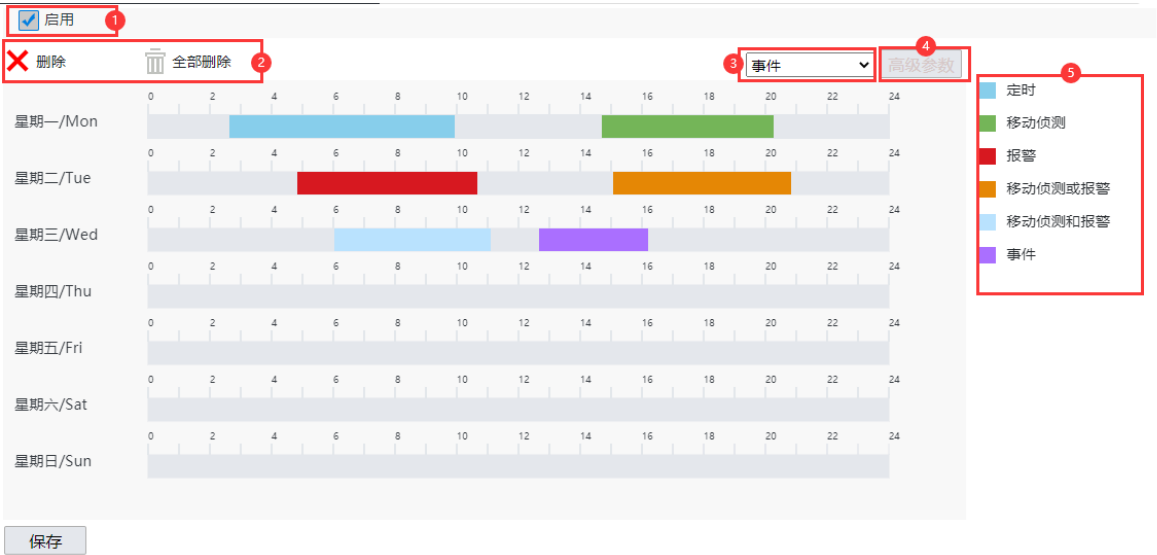 启用 1
删除 全部删除 2 3 事件 4 高级参数 5
0 2 4 6 8 10 12 14 16 18 20 22 24
星期一/Mon
0 2 4 6 8 10 12 14 16 18 20 22 24
星期二/Tue
0 2 4 6 8 10 12 14 16 18 20 22 24
星期三/Wed
0 2 4 6 8 10 12 14 16 18 20 22 24
星期四/Thu
0 2 4 6 8 10 12 14 16 18 20 22 24
星期五/Fri
0 2 4 6 8 10 12 14 16 18 20 22 24
星期六/Sat
0 2 4 6 8 10 12 14 16 18 20 22 24
星期日/Sun
定时
移动侦测
报警
移动侦测或报警
移动侦测和报警
事件
保存